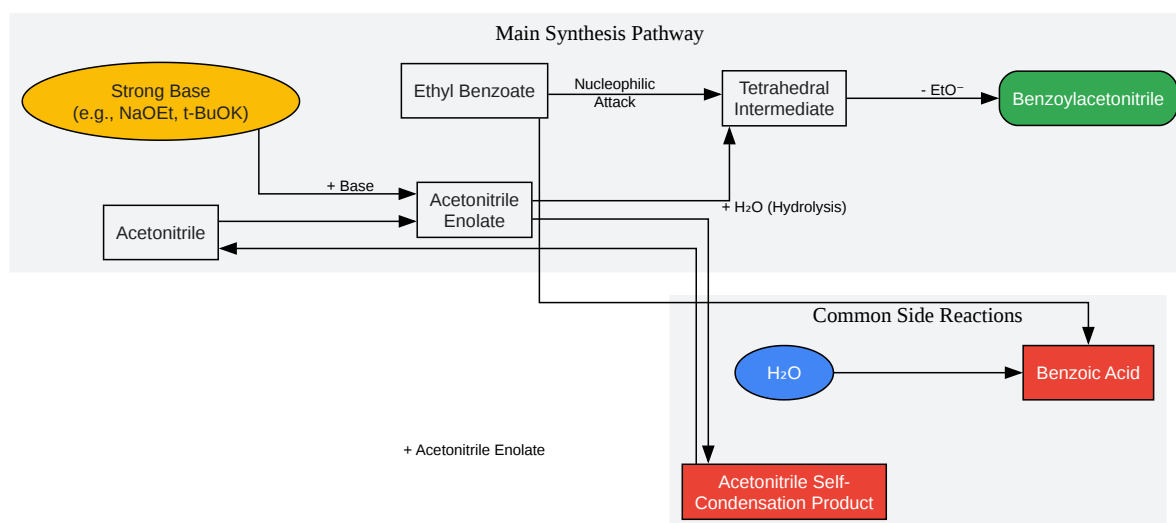 Main Synthesis Pathway
Strong Base
(e.g., NaOEt, t-BuOK)
Ethyl Benzoate
Nucleophilic
Attack
Tetrahedral
Intermediate
- EtO⁻
Benzoylacetonitrile
+ Base
Acetonitrile
Enolate
+ H₂O (Hydrolysis)
Acetonitrile
Common Side Reactions
H₂O
Benzoic Acid
+ Acetonitrile Enolate
Acetonitrile Self-
Condensation Product